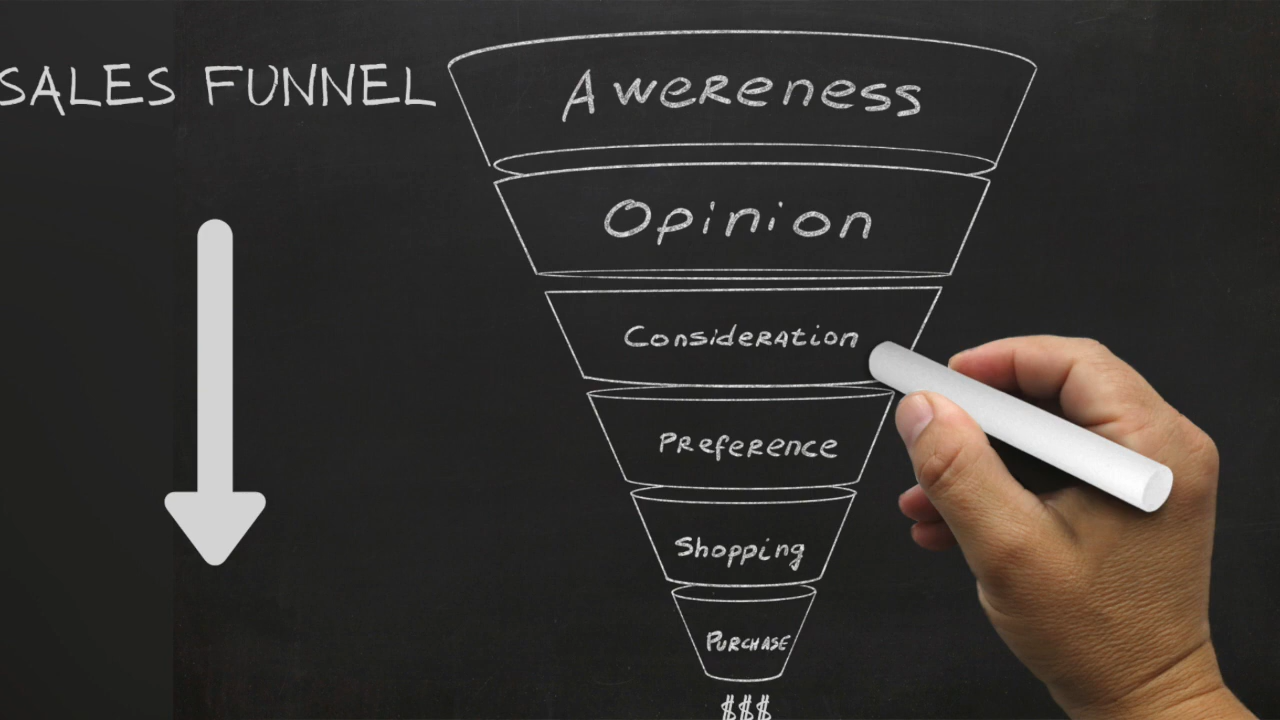 SALES FUNNEL
Awereness
Opinion
Consideration
Preference
Shopping
PURCHASE
$$$